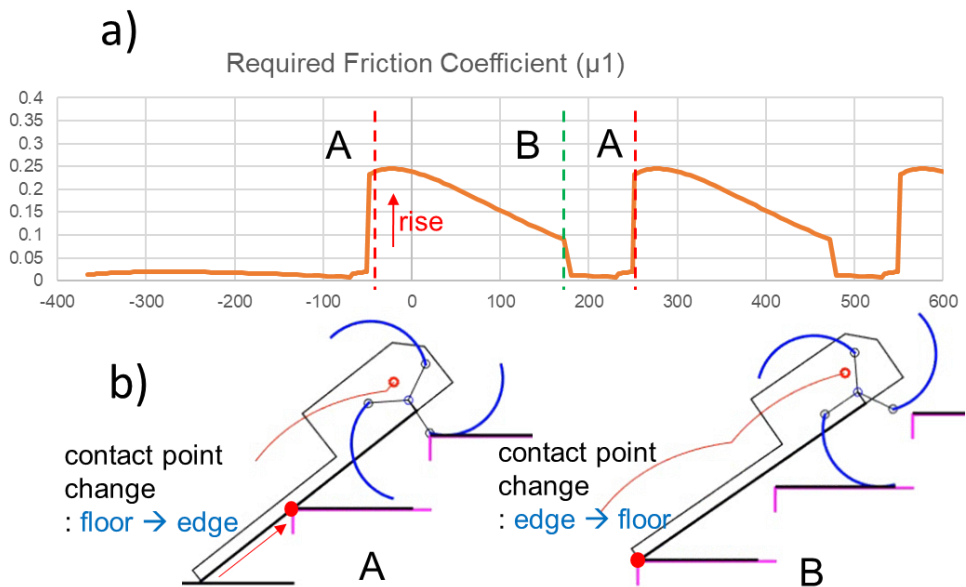 a)
Required Friction Coefficient (μ1)
0.4
0.35
0.3
0.25
0.2
0.15
0.1
0.05
0
A
B
A
rise
-400 -300 -200 -100 0 100 200 300 400 500 600
b)
contact point
change
: floor → edge
A
contact point
change
: edge → floor
B